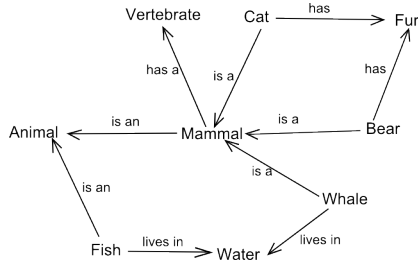 Vertebrate
Cat
has
Fur
has a
is a
has
is an
is a
Animal
Mammal
Bear
is a
is an
Whale
lives in
lives in
Fish
Water